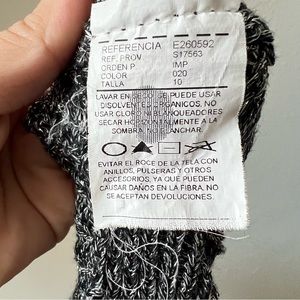 REFERENCIA E260592
REF. PROV S17563
ORDEN P. IMP
COLOR 020
TALLA 10
LAVAR EN SE PUEDE USAR
DISOLVENTES ORGANICOS. NO
USAR CLORO NI BLANQUEADORES
SECAR HORIZONTALMENTE A LA
SOMBRA. NO PLANCHAR.
EVITAR EL ROCE DE LA TELA CON
ANILLOS, PULSERAS Y OTROS
ACCESORIOS, YA QUE PUEDEN
CAUSAR DAÑOS EN LA FIBRA. NO
SE ACEPTAN DEVOLUCIONES.